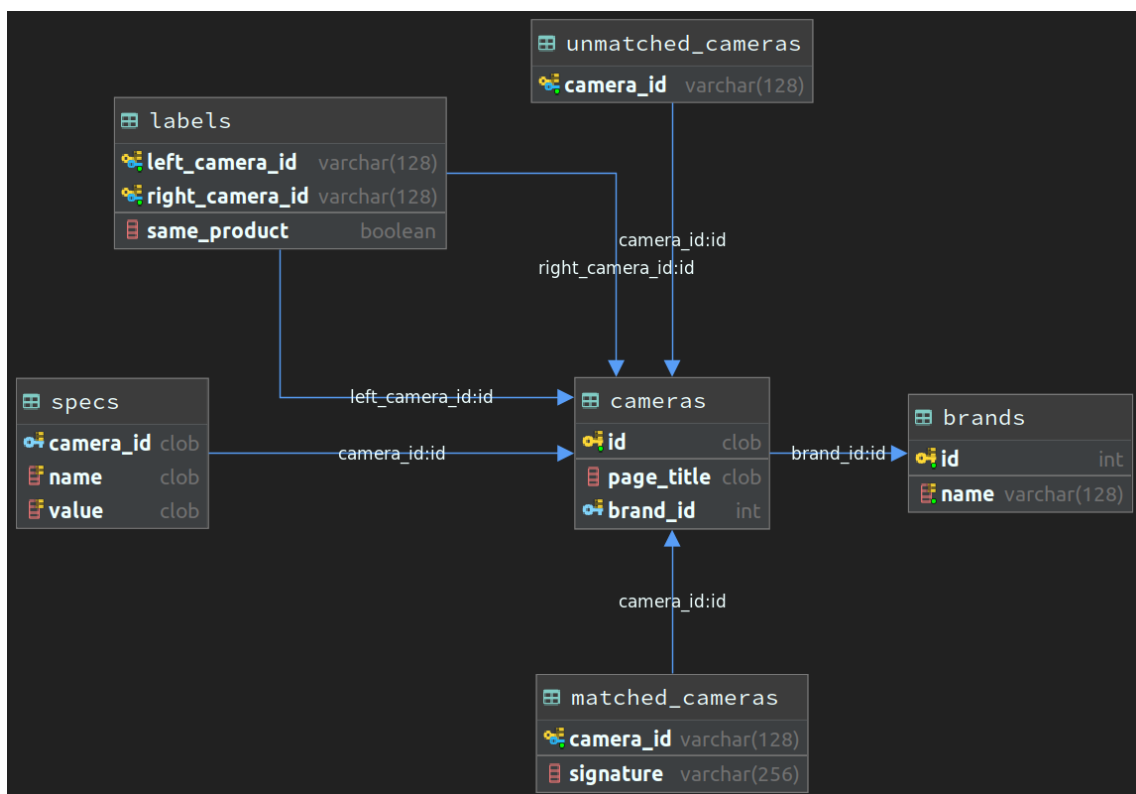 unmatched_cameras
camera_id varchar(128)
labels
left_camera_id varchar(128)
right_camera_id varchar(128)
same_product boolean
camera_id:id
right_camera_id:id
specs
camera_id clob
name clob
value clob
left_camera_id:id
camera_id:id
cameras
id clob
page_title clob
brand_id int
brand_id:id
brands
id int
name varchar(128)
camera_id:id
matched_cameras
camera_id varchar(128)
signature varchar(256)